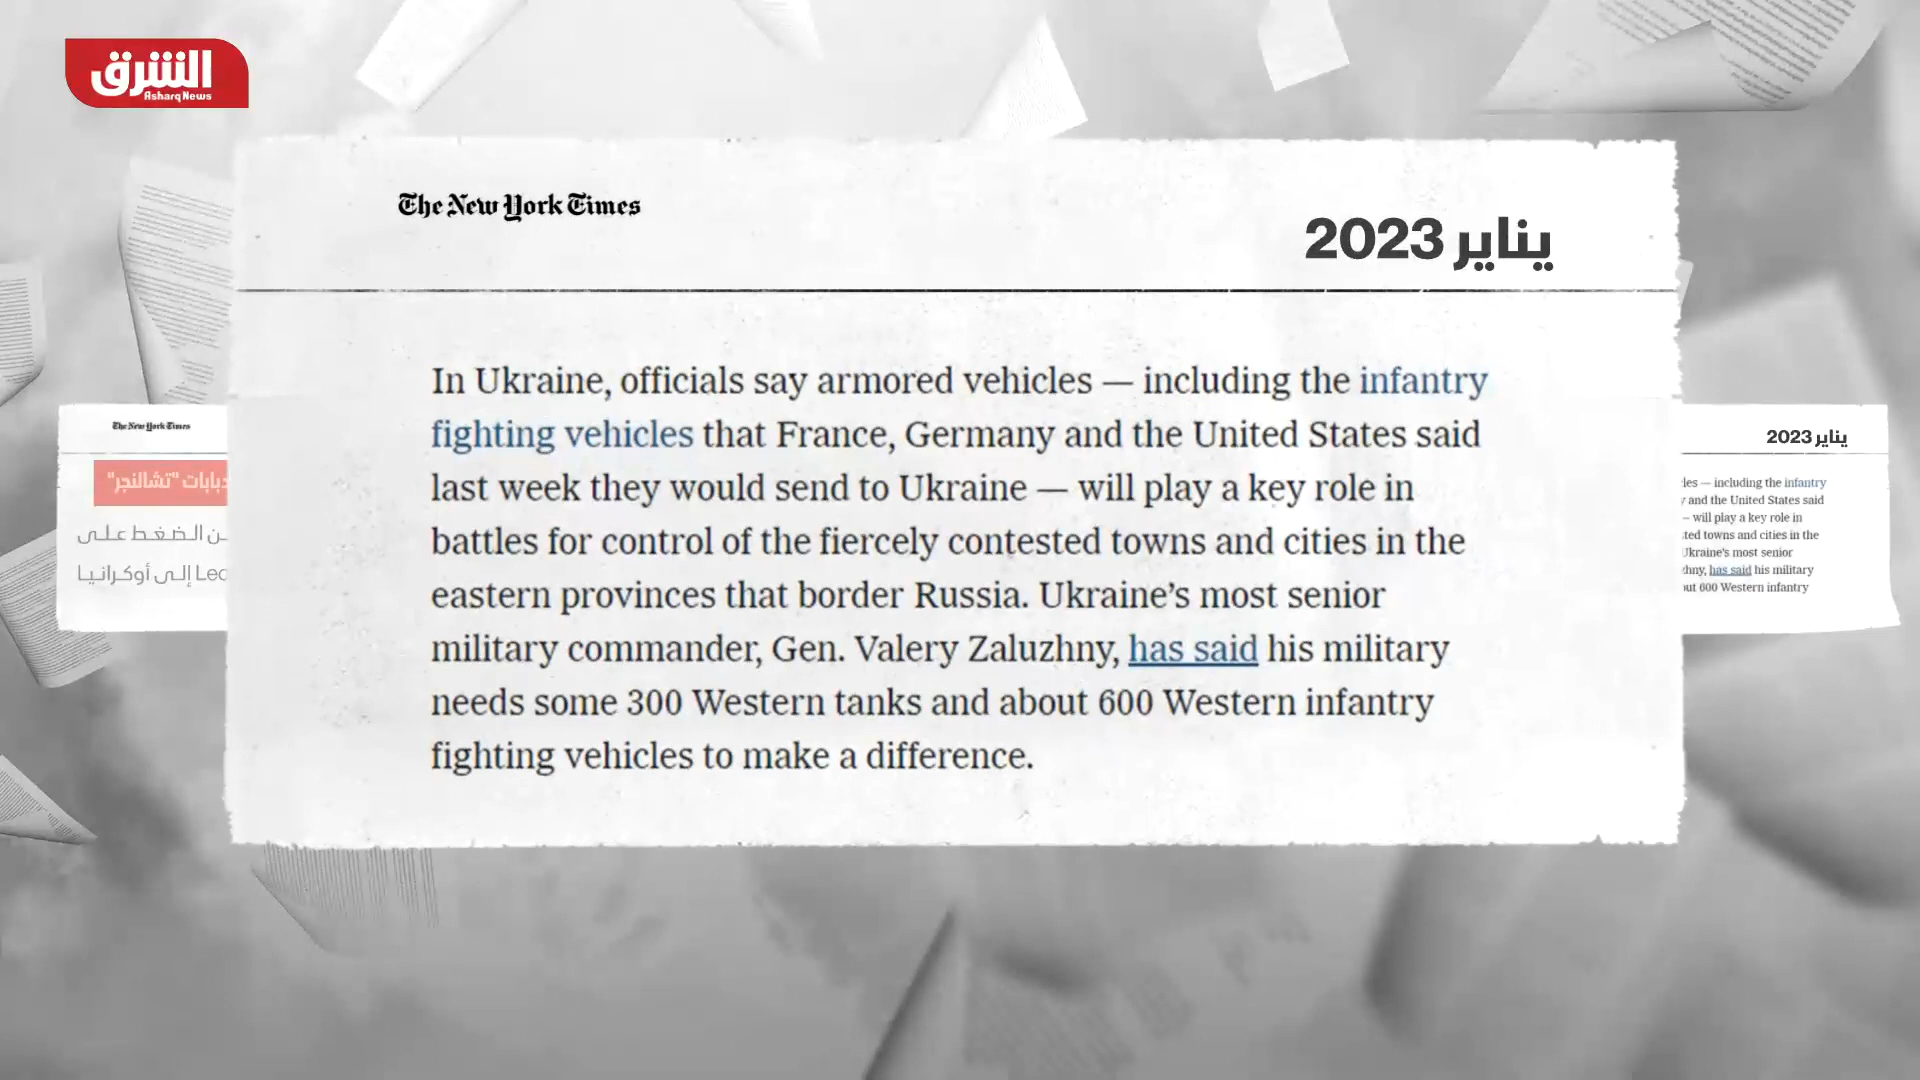 الشرق
Asharq News
The New York Times
يناير 2023
In Ukraine, officials say armored vehicles — including the infantry
fighting vehicles that France, Germany and the United States said
last week they would send to Ukraine — will play a key role in
battles for control of the fiercely contested towns and cities in the
eastern provinces that border Russia. Ukraine’s most senior
military commander, Gen. Valery Zaluzhny, has said his military
needs some 300 Western tanks and about 600 Western infantry
fighting vehicles to make a difference.
The New York Times
دبابات "تشالنجر"
الضغط على
إلى أوكرانيا
يناير 2023
including the infantry
and the United States said
— will play a key role in
towns and cities in the
Ukraine’s most senior
has said his military
600 Western infantry